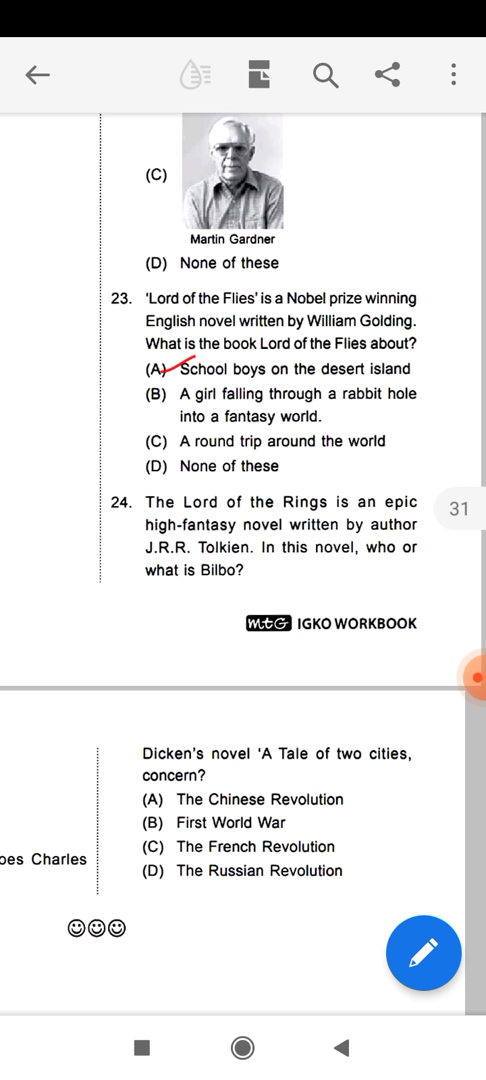 (C)
Martin Gardner
(D) None of these
23. 'Lord of the Flies' is a Nobel prize winning
English novel written by William Golding.
What is the book Lord of the Flies about?
(A) School boys on the desert island
(B) A girl falling through a rabbit hole
into a fantasy world.
(C) A round trip around the world
(D) None of these
24. The Lord of the Rings is an epic
high-fantasy novel written by author
J.R.R. Tolkien. In this novel, who or
what is Bilbo?
31
mtG IGKO WORKBOOK
oes Charles
Dicken's novel 'A Tale of two cities,
concern?
(A) The Chinese Revolution
(B) First World War
(C) The French Revolution
(D) The Russian Revolution